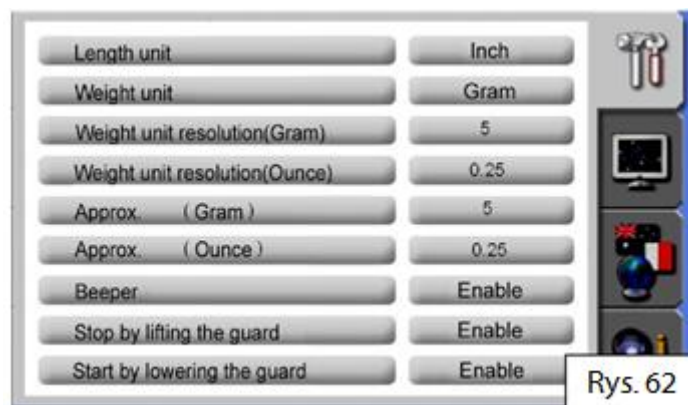 Length unit Inch
Weight unit Gram
Weight unit resolution(Gram) 5
Weight unit resolution(Ounce) 0.25
Approx. ( Gram ) 5
Approx. ( Ounce ) 0.25
Beeper Enable
Stop by lifting the guard Enable
Start by lowering the guard Enable
Rys. 62